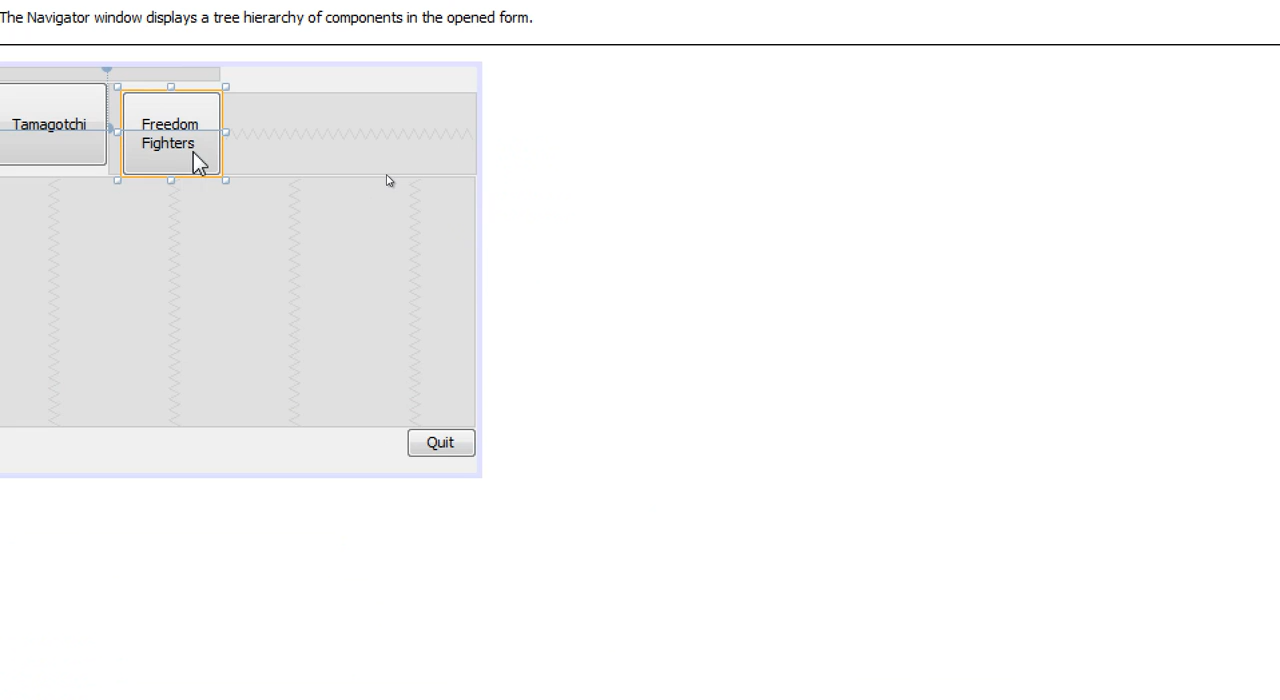 The Navigator window displays a tree hierarchy of components in the opened form.
Tamagotchi
Freedom
Fighters
Quit